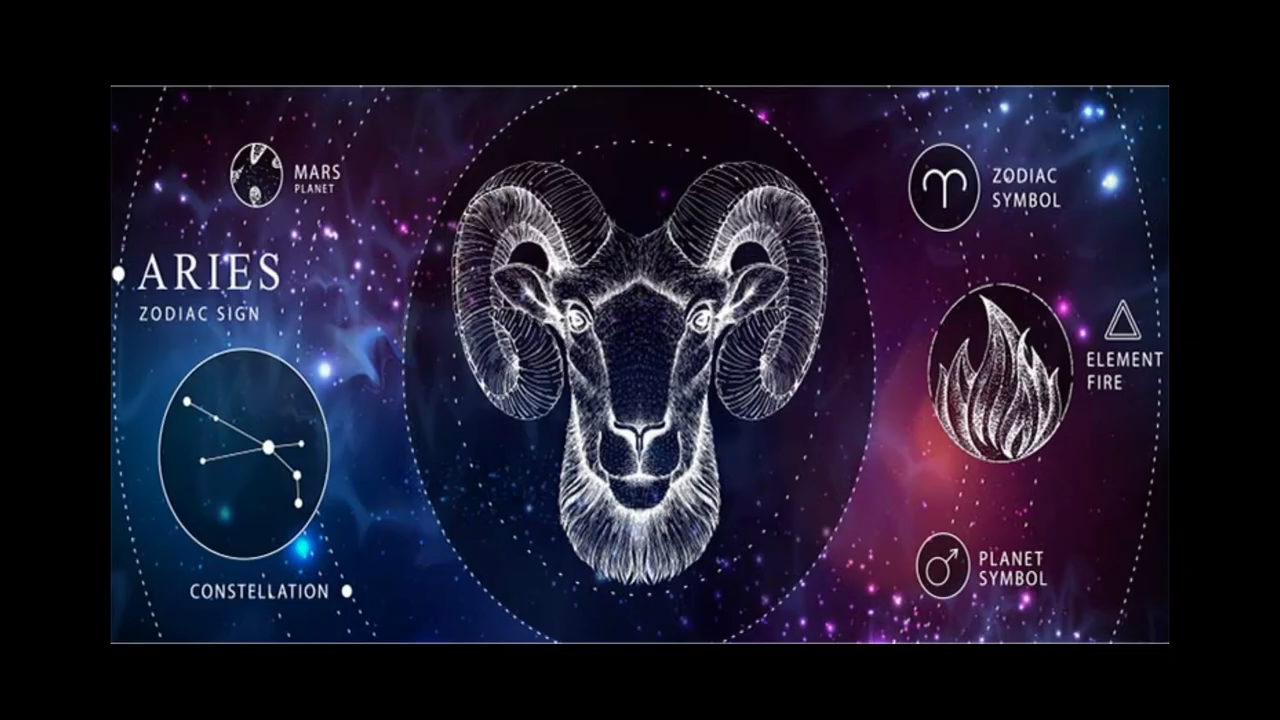 MARS
PLANET
ARIES
ZODIAC SIGN
CONSTELLATION
ZODIAC
SYMBOL
ELEMENT
FIRE
PLANET
SYMBOL